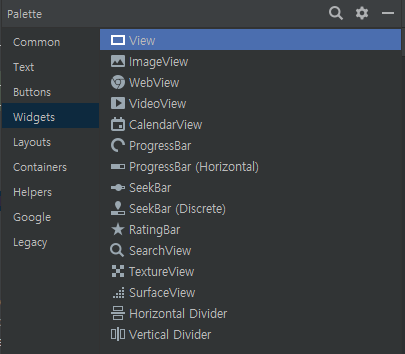 Palette
Common
Text
Buttons
Widgets
Layouts
Containers
Helpers
Google
Legacy
View
ImageView
WebView
VideoView
CalendarView
ProgressBar
ProgressBar (Horizontal)
SeekBar
SeekBar (Discrete)
RatingBar
SearchView
TextureView
SurfaceView
Horizontal Divider
Vertical Divider